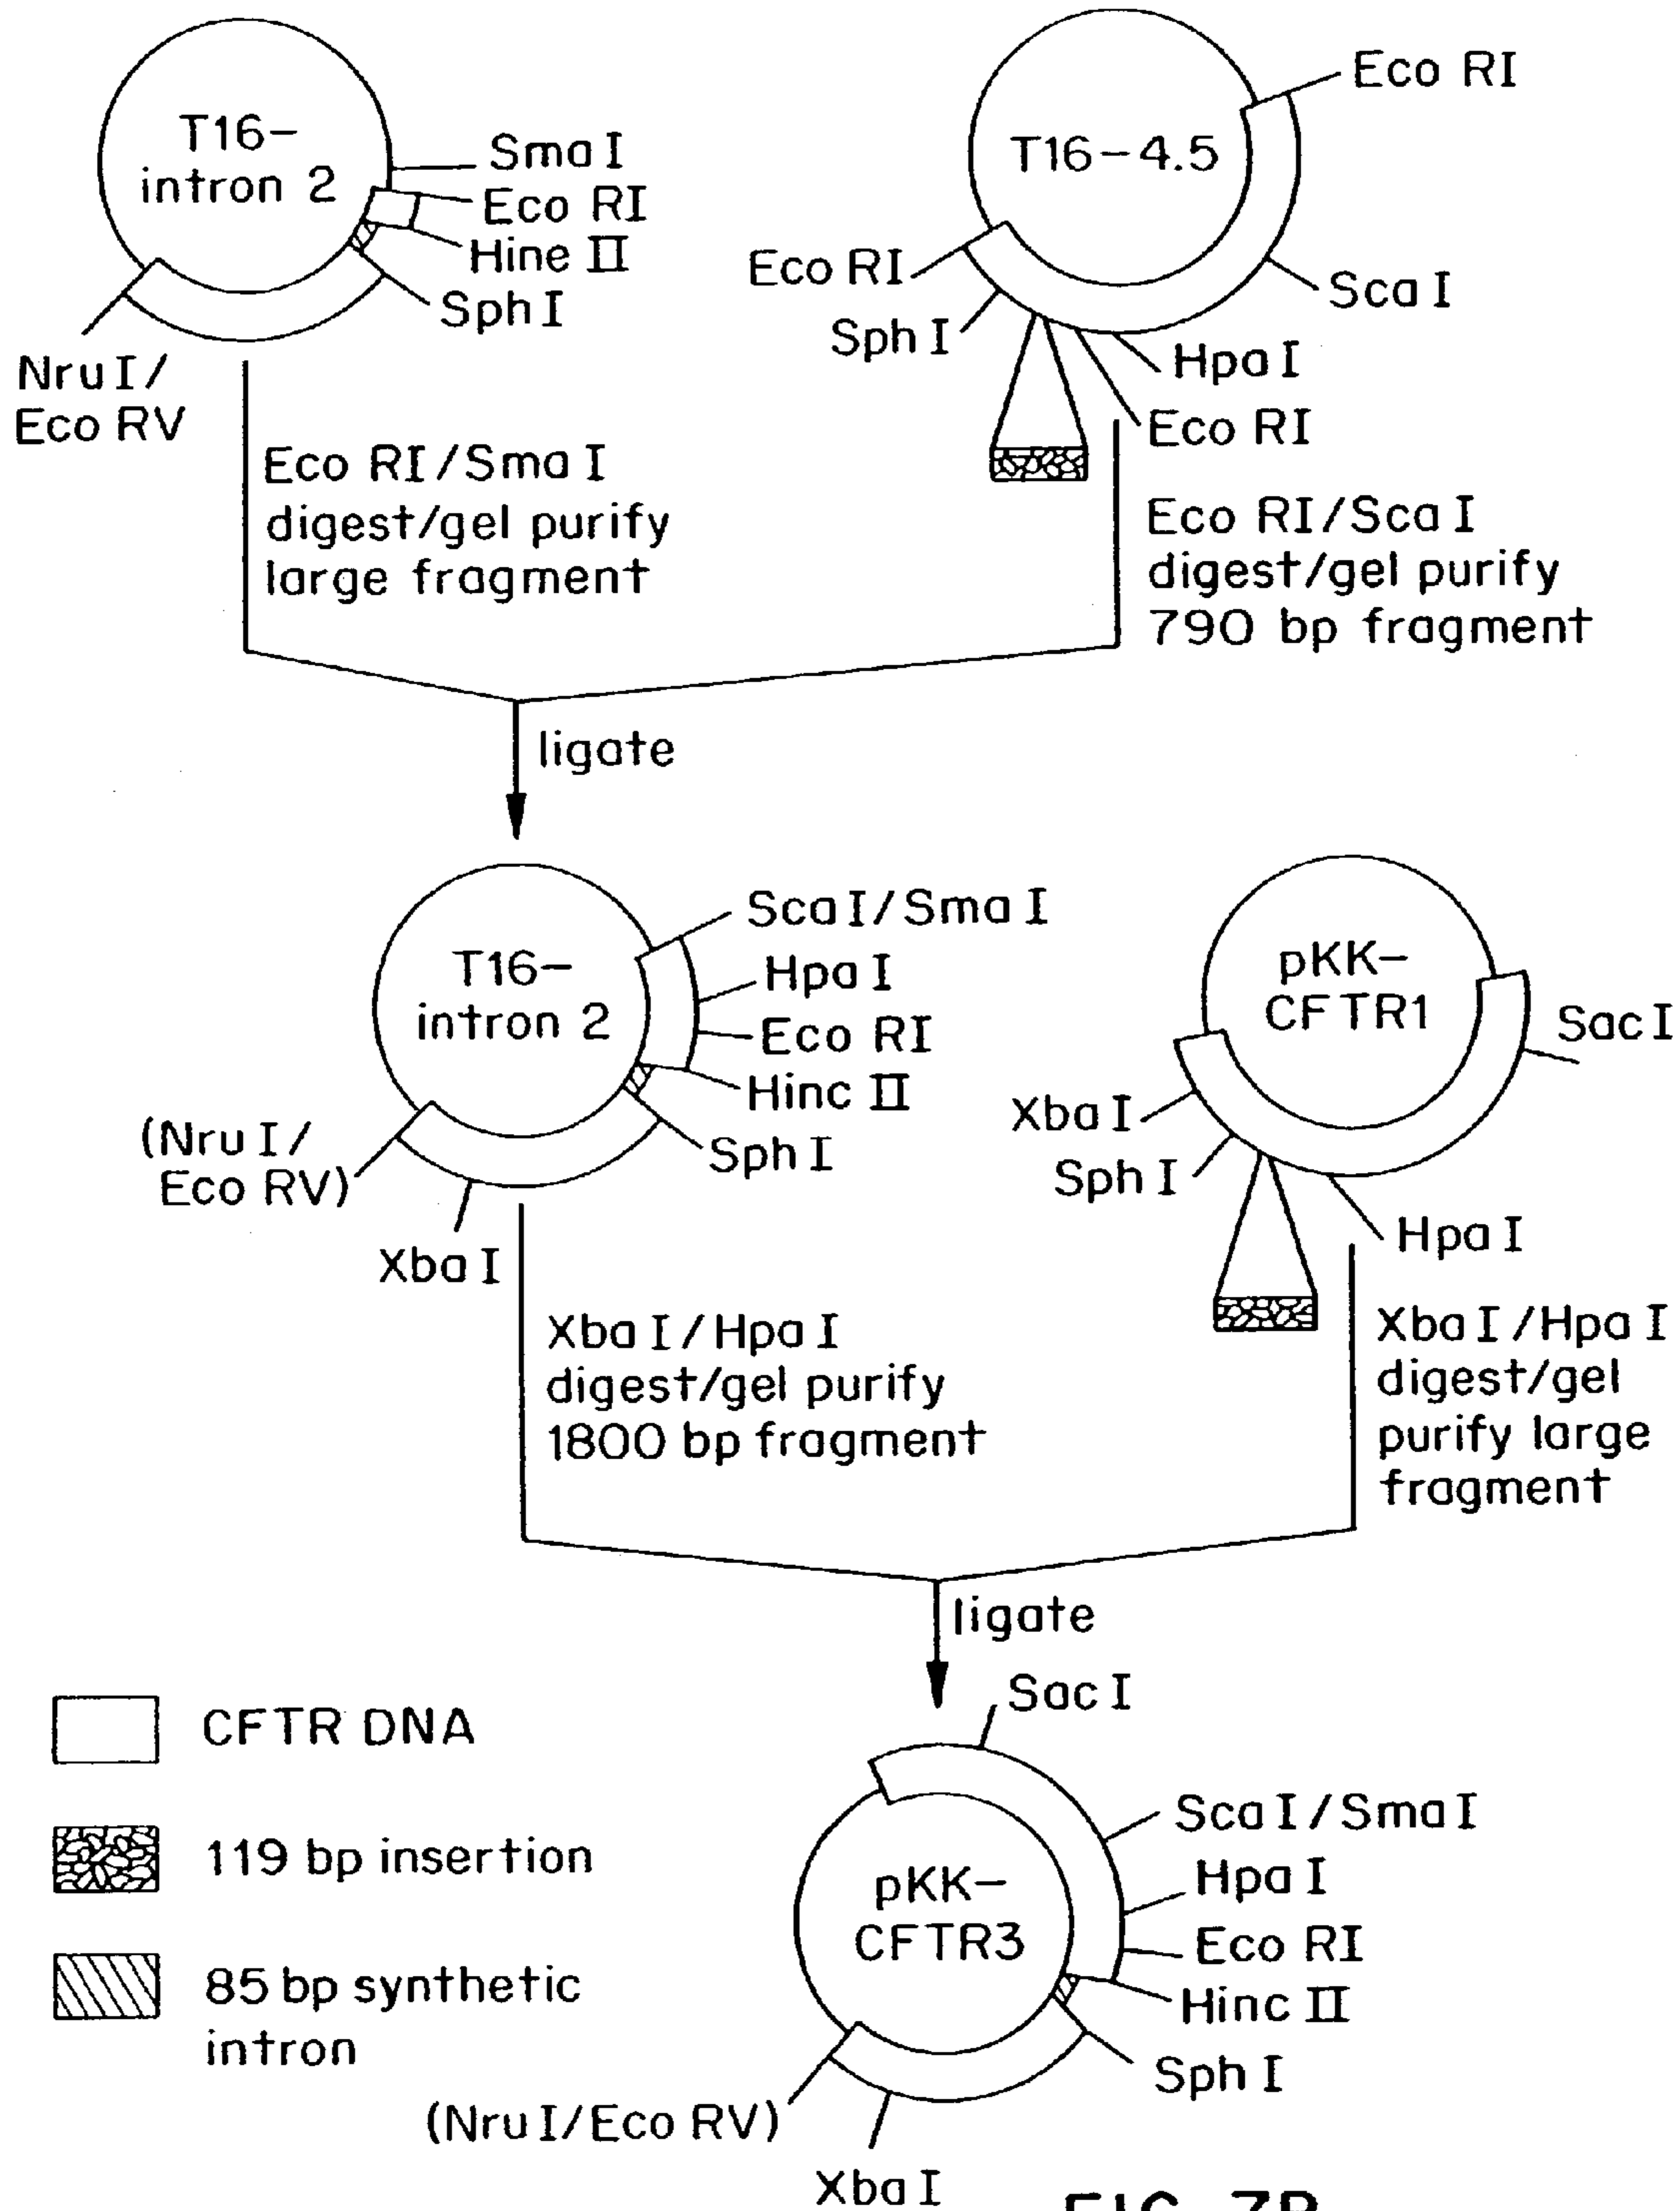 T16-
intron 2
Sma I
Eco RI
Hine II
Sph I
Nru I/
Eco RV
T16-4.5
Eco RI
Eco RI
Sph I
Sca I
Hpa I
Eco RI
Eco RI/Sma I
digest/gel purify
large fragment
Eco RI/Sca I
digest/gel purify
790 bp fragment
ligate
T16-
intron 2
Sca I/Sma I
Hpa I
Eco RI
Hinc II
Sph I
(Nru I/
Eco RV)
Xba I
pKK-
CFTR1
Sac I
Xba I
Sph I
Hpa I
Xba I/Hpa I
digest/gel purify
1800 bp fragment
Xba I/Hpa I
digest/gel
purify large
fragment
ligate
CFTR DNA
119 bp insertion
85 bp synthetic
intron
Sac I
Sca I/Sma I
Hpa I
Eco RI
Hinc II
Sph I
pKK-
CFTR3
(Nru I/Eco RV)
Xba I
FIG. 7B